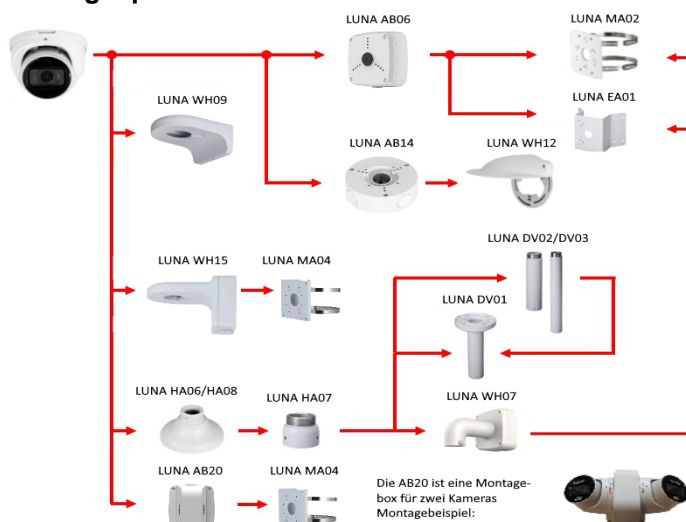 LUNA AB06
LUNA MA02
LUNA WH09
LUNA EA01
LUNA AB14
LUNA WH12
LUNA DV02/DV03
LUNA WH15
LUNA MA04
LUNA DV01
LUNA HA06/HA08
LUNA HA07
LUNA WH07
LUNA AB20
LUNA MA04
Die AB20 ist eine Montage-
box für zwei Kameras
Montagebeispiel: